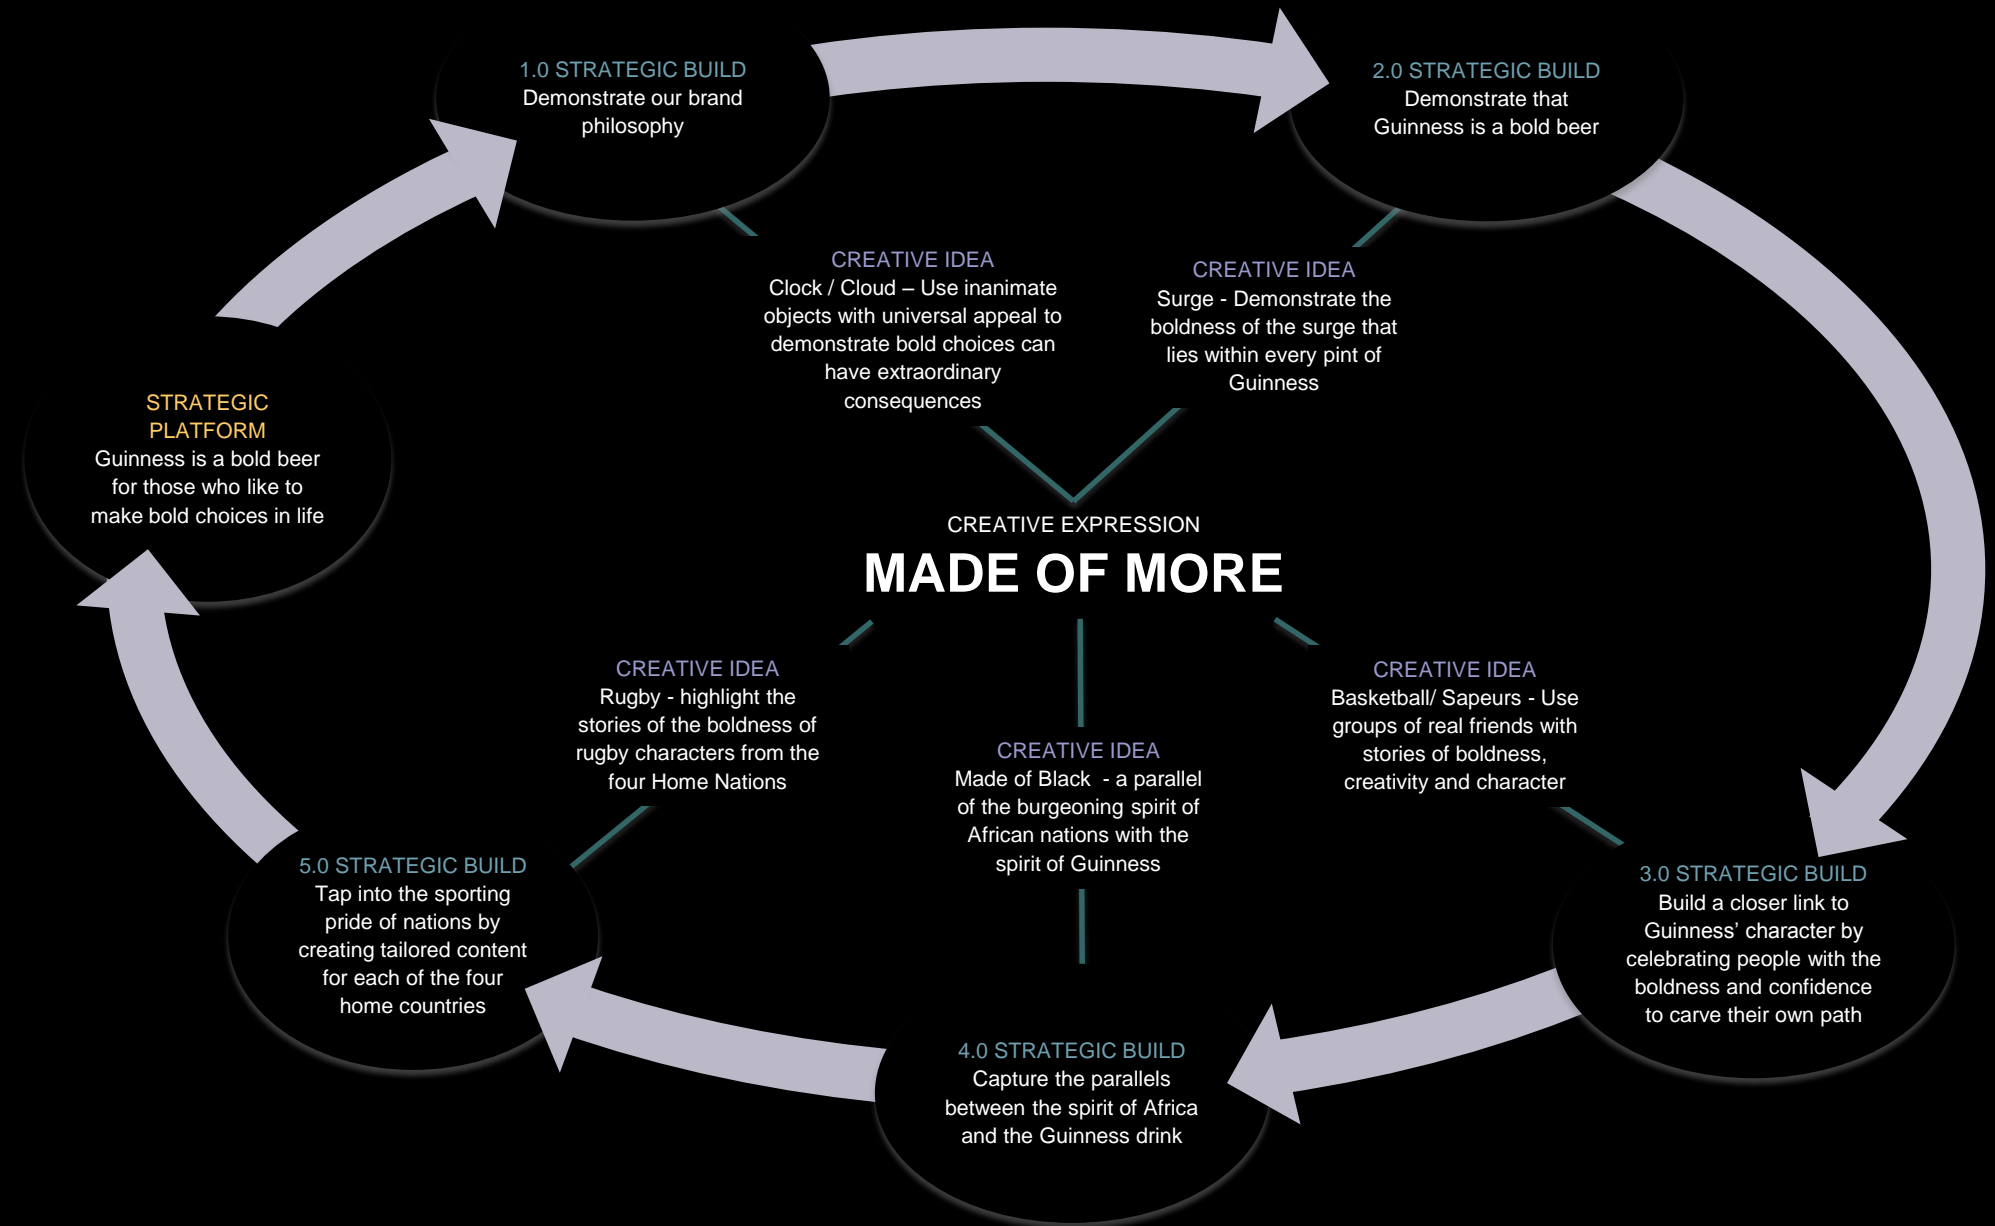 1.0 STRATEGIC BUILD
Demonstrate our brand
philosophy
2.0 STRATEGIC BUILD
Demonstrate that
Guinness is a bold beer
CREATIVE IDEA
Clock / Cloud – Use inanimate
objects with universal appeal to
demonstrate bold choices can
have extraordinary
consequences
CREATIVE IDEA
Surge - Demonstrate the
boldness of the surge that
lies within every pint of
Guinness
STRATEGIC
PLATFORM
Guinness is a bold beer
for those who like to
make bold choices in life
CREATIVE EXPRESSION
MADE OF MORE
CREATIVE IDEA
Rugby - highlight the
stories of the boldness of
rugby characters from the
four Home Nations
CREATIVE IDEA
Made of Black  - a parallel
of the burgeoning spirit of
African nations with the
spirit of Guinness
CREATIVE IDEA
Basketball/ Sapeurs - Use
groups of real friends with
stories of boldness,
creativity and character
5.0 STRATEGIC BUILD
Tap into the sporting
pride of nations by
creating tailored content
for each of the four
home countries
4.0 STRATEGIC BUILD
Capture the parallels
between the spirit of Africa
and the Guinness drink
3.0 STRATEGIC BUILD
Build a closer link to
Guinness’ character by
celebrating people with the
boldness and confidence
to carve their own path